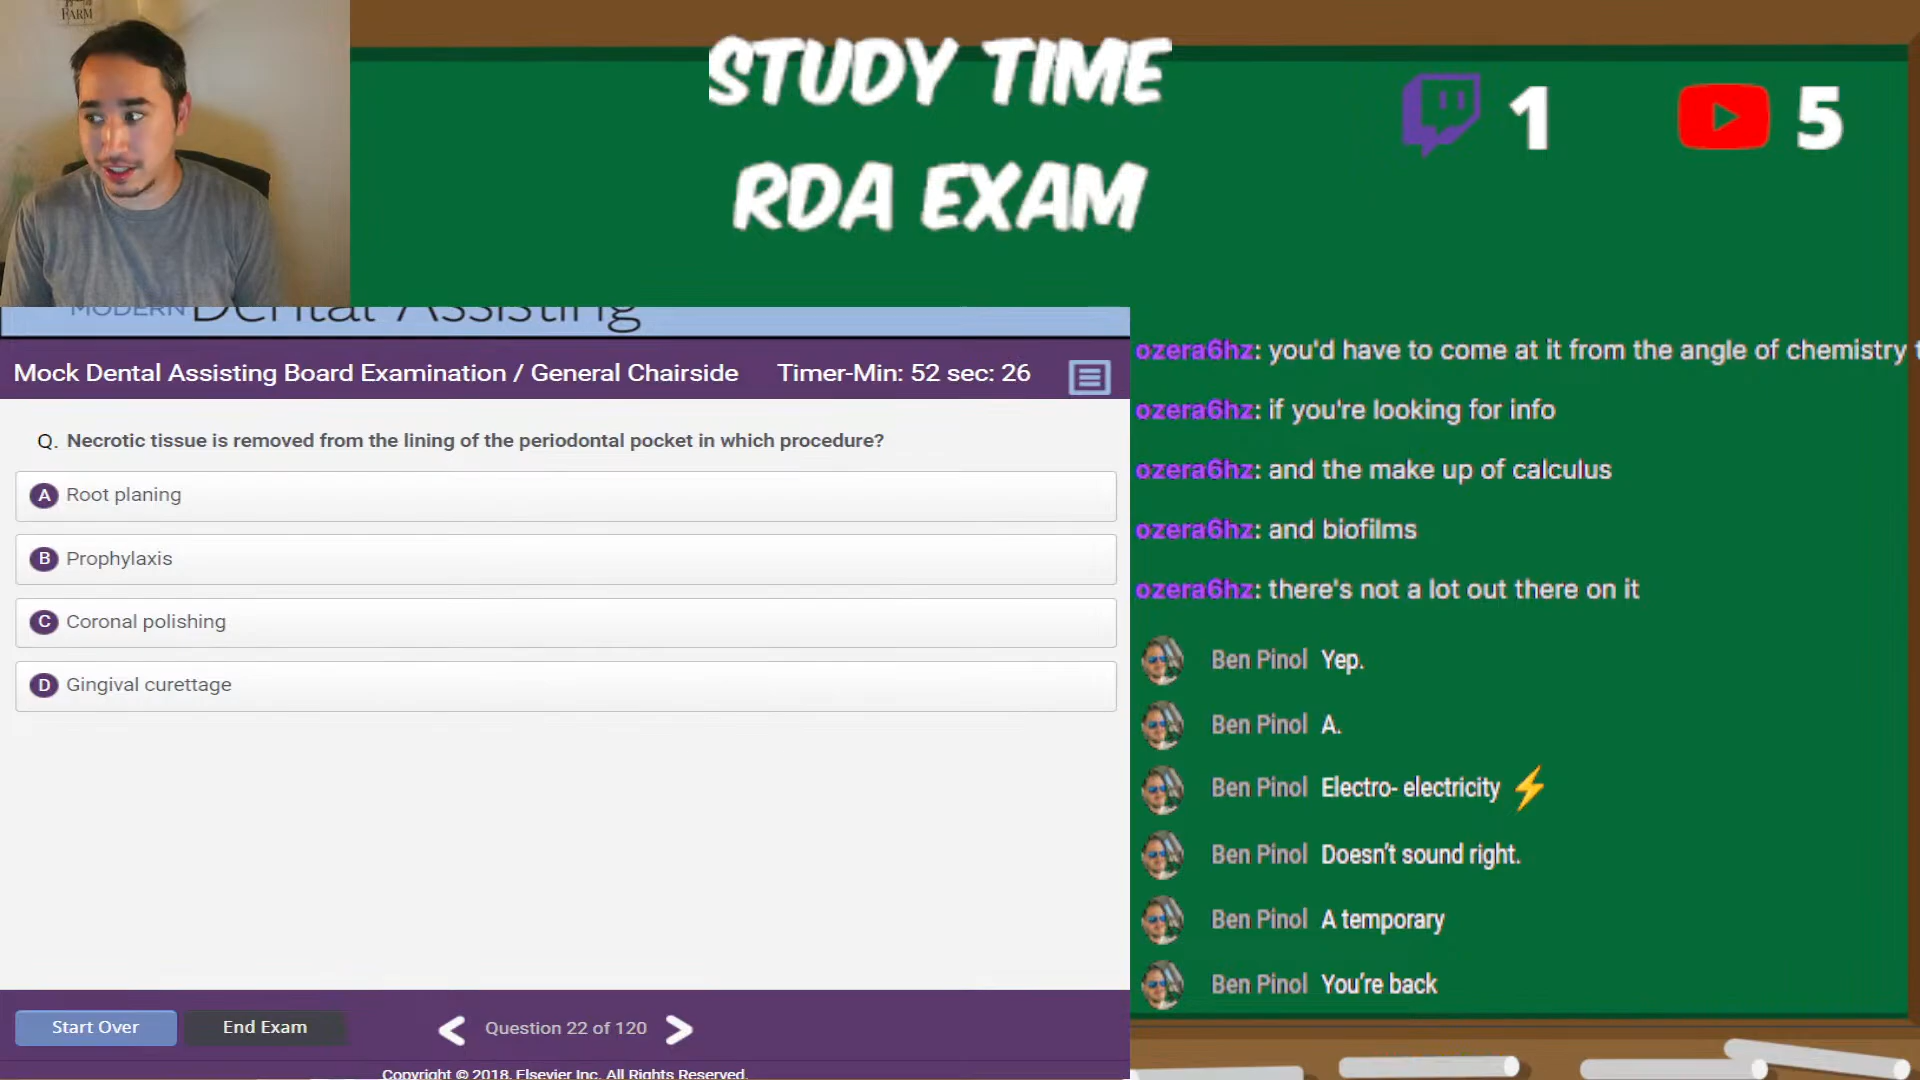 FARM
STUDY TIME
RDA EXAM
1
5
MODERN Dental Assisting
Mock Dental Assisting Board Examination / General Chairside
Timer-Min: 52 sec: 26
Q. Necrotic tissue is removed from the lining of the periodontal pocket in which procedure?
A Root planing
B Prophylaxis
C Coronal polishing
D Gingival curettage
Start Over
End Exam
Question 22 of 120
Copyright © 2018, Elsevier Inc. All Rights Reserved.
ozera6hz: you'd have to come at it from the angle of chemistry
ozera6hz: if you're looking for info
ozera6hz: and the make up of calculus
ozera6hz: and biofilms
ozera6hz: there's not a lot out there on it
Ben Pinol Yep.
Ben Pinol A.
Ben Pinol Electro- electricity ⚡
Ben Pinol Doesn't sound right.
Ben Pinol A temporary
Ben Pinol You're back